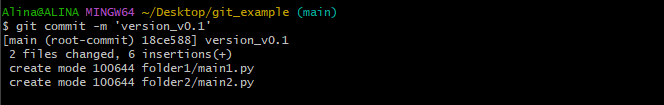 Alina@ALINA MINGW64 ~/Desktop/git_example (main)
$ git commit -m 'version_v0.1'
[main (root-commit) 18ce588] version_v0.1
 2 files changed, 6 insertions(+)
 create mode 100644 folder1/main1.py
 create mode 100644 folder2/main2.py